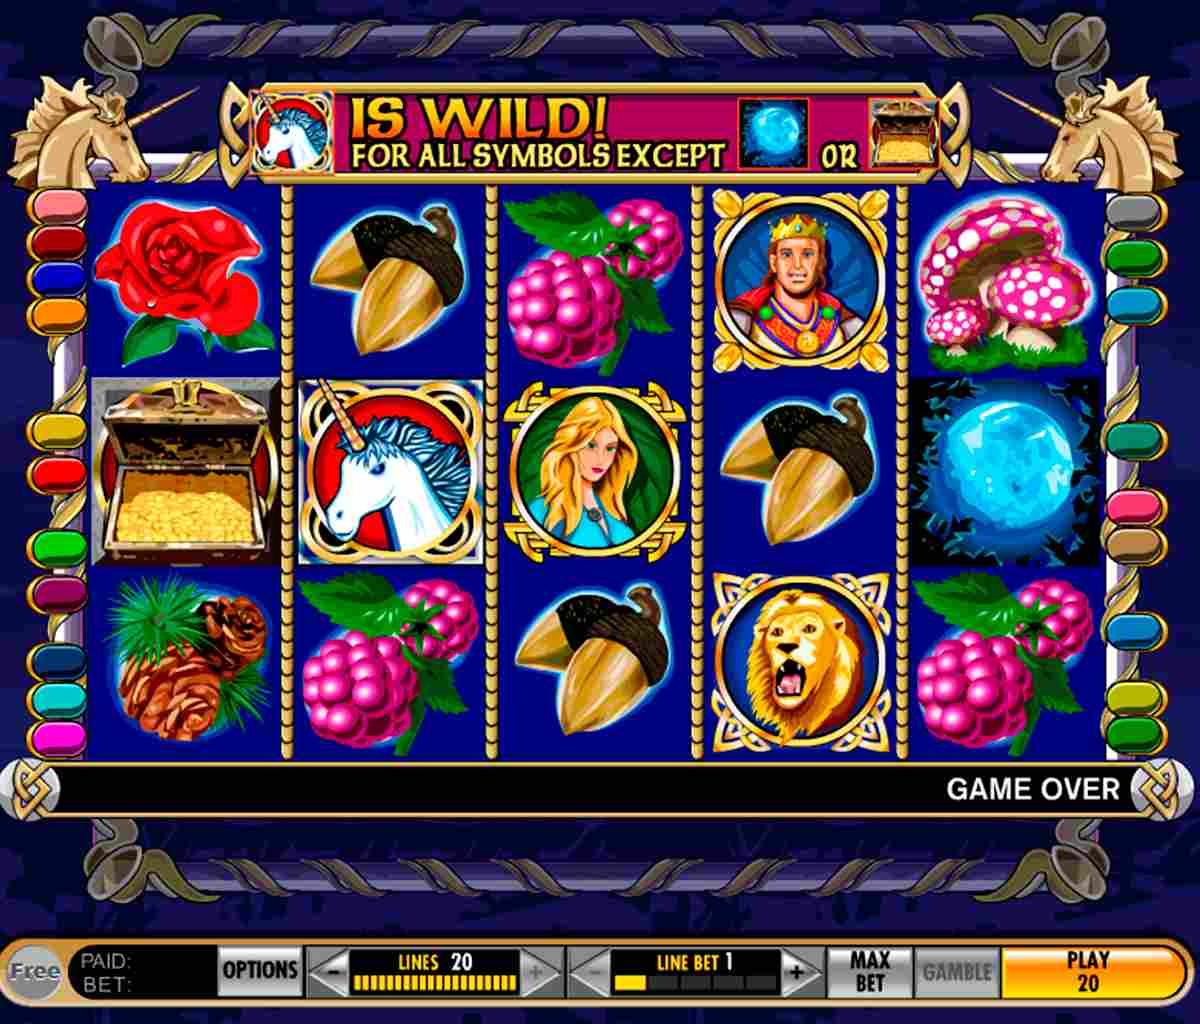 IS WILD!
FOR ALL SYMBOLS EXCEPT OR
GAME OVER
Free
PAID:
BET:
OPTIONS
LINES 20
LINE BET 1
MAX
BET
GAMBLE
PLAY
20